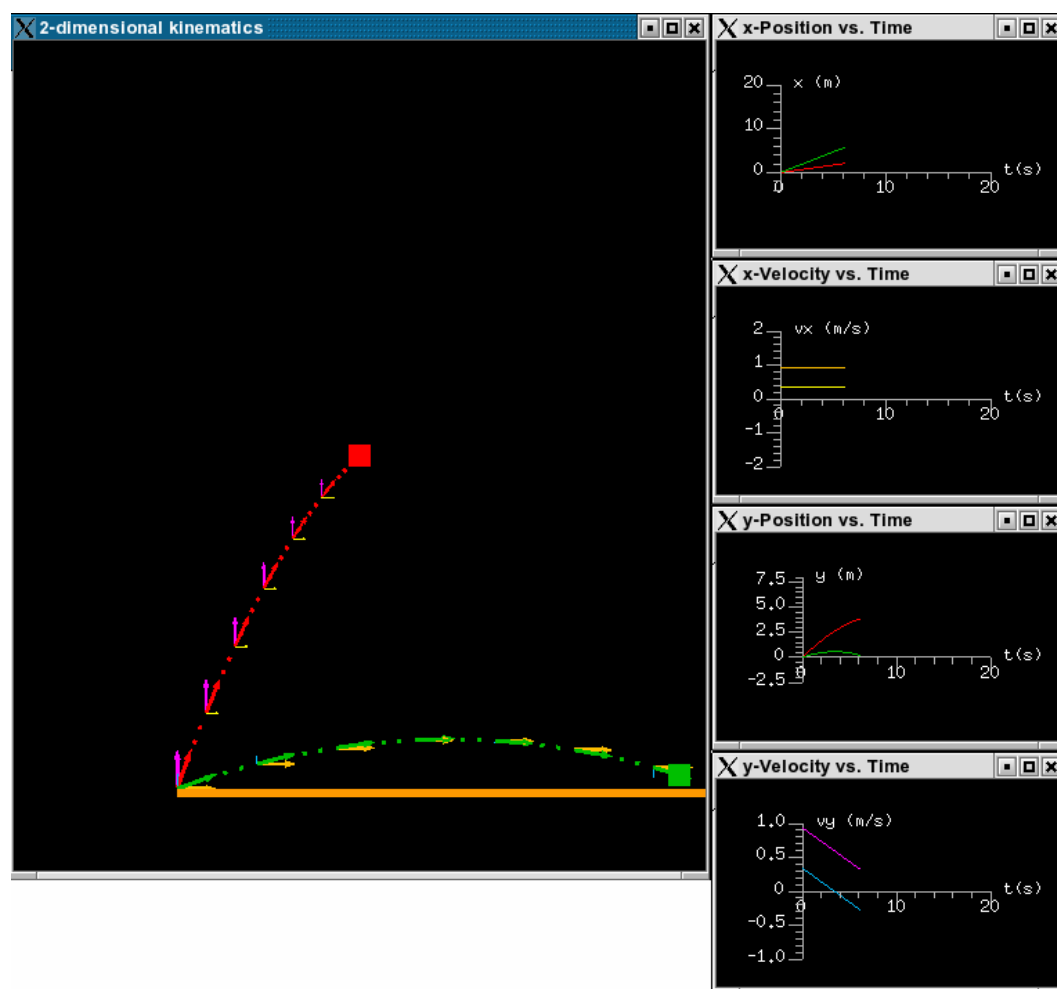 2-dimensional kinematics
x-Position vs. Time
20
x (m)
10
0
0
10
20
t(s)
x-Velocity vs. Time
2
vx (m/s)
1
0
-1
-2
0
10
20
t(s)
y-Position vs. Time
7.5
y (m)
5.0
2.5
0
-2.5
0
10
20
t(s)
y-Velocity vs. Time
1.0
vy (m/s)
0.5
0
-0.5
-1.0
0
10
20
t(s)